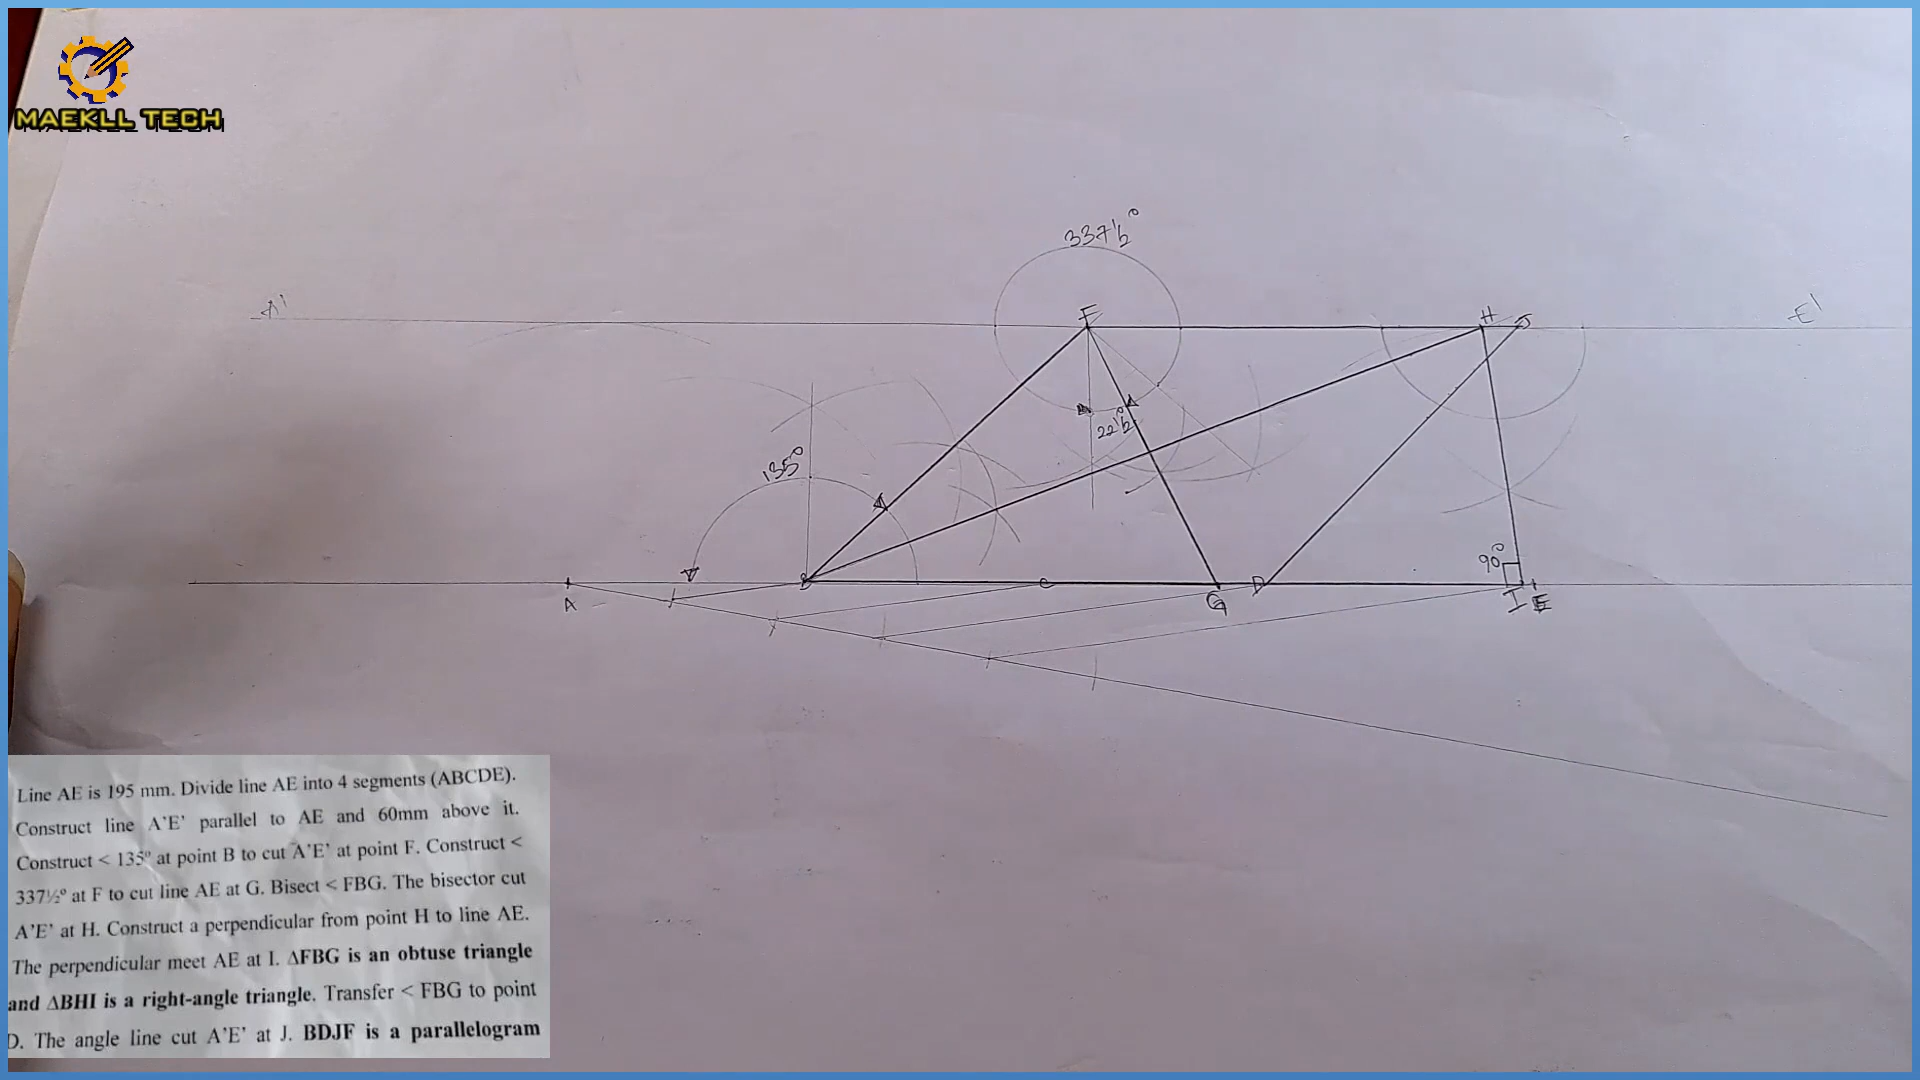 MAEKLL TECH
337½°
A' F H J E'
22½°
135°
90°
A B C G D I E
Line AE is 195 mm. Divide line AE into 4 segments (ABCDE).
Construct line A’E’ parallel to AE and 60mm above it.
Construct < 135º at point B to cut A’E’ at point F. Construct <
337½º at F to cut line AE at G. Bisect < FBG. The bisector cut
A’E’ at H. Construct a perpendicular from point H to line AE.
The perpendicular meet AE at I. ΔFBG is an obtuse triangle
and ΔBHI is a right-angle triangle. Transfer < FBG to point
D. The angle line cut A’E’ at J. BDJF is a parallelogram